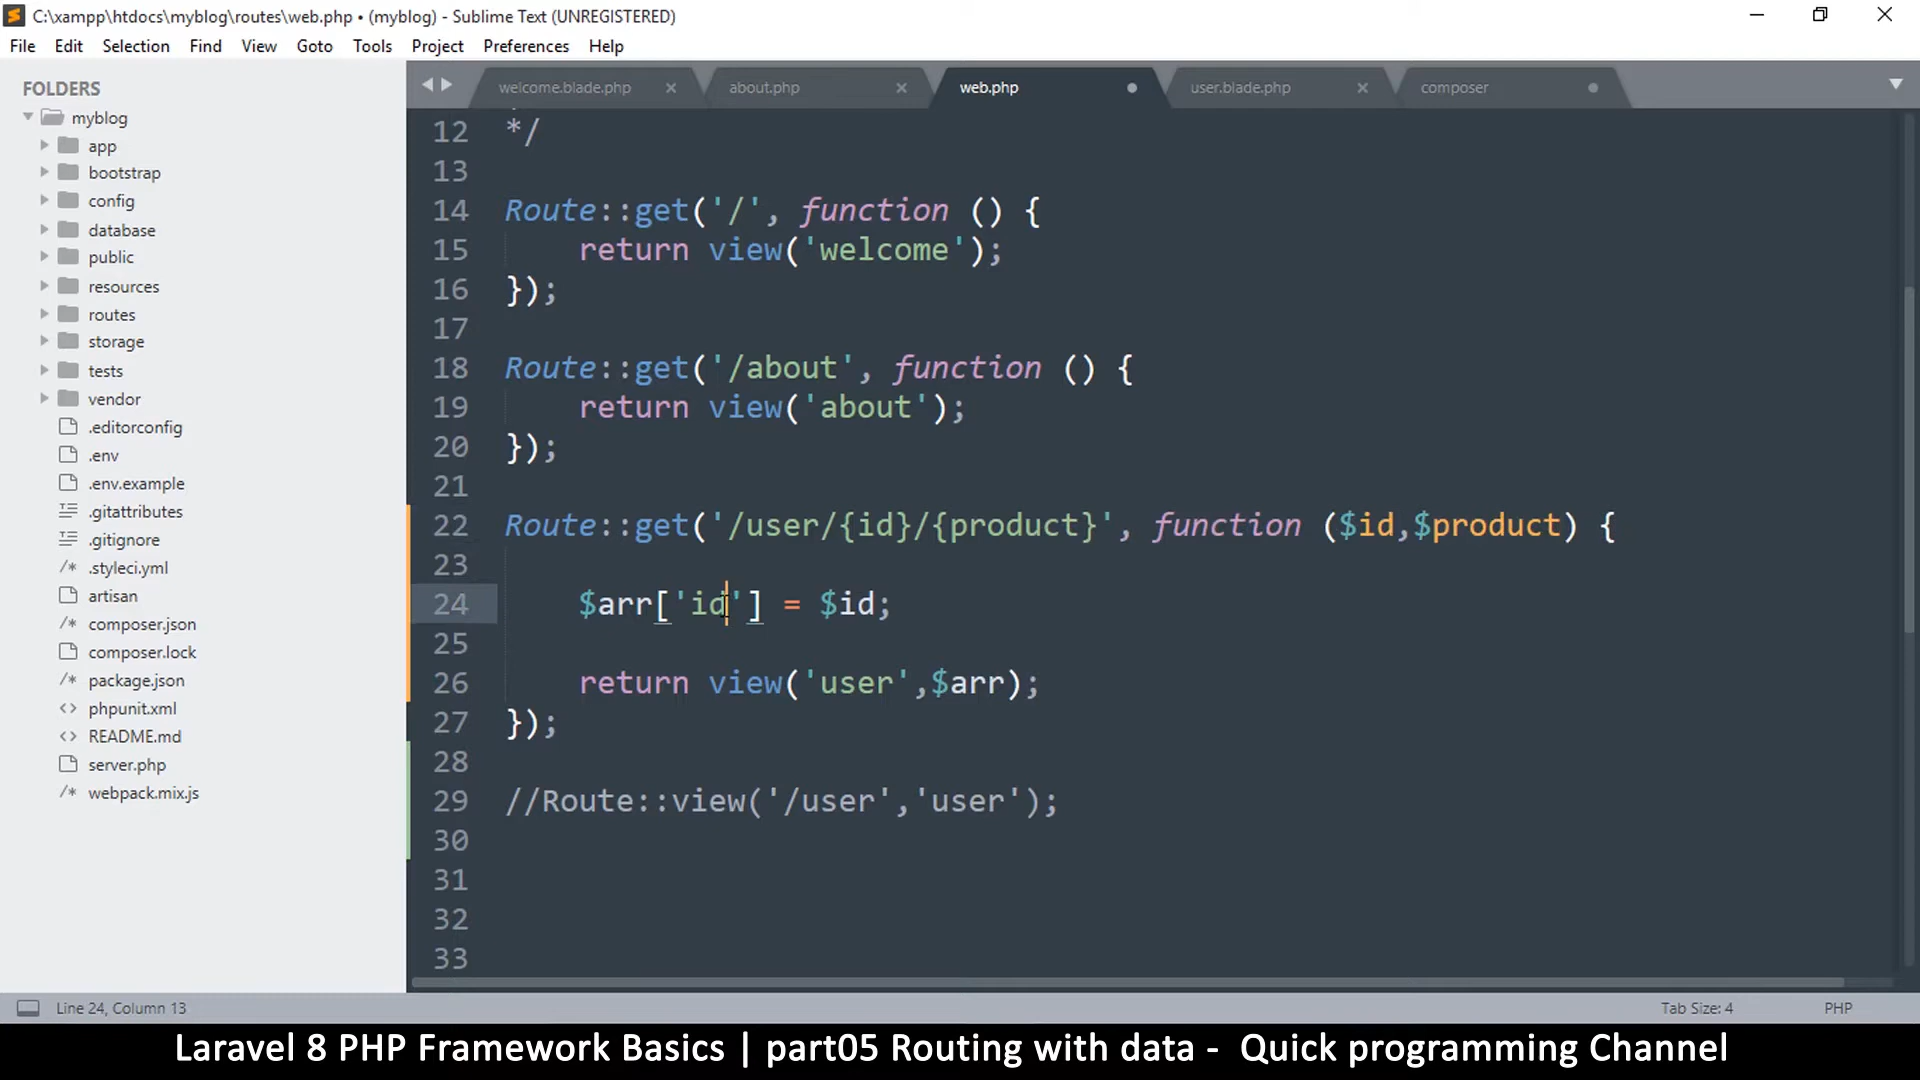 C:\xampp\htdocs\myblog\routes\web.php • (myblog) - Sublime Text (UNREGISTERED)
File Edit Selection Find View Goto Tools Project Preferences Help
FOLDERS
myblog
app
bootstrap
config
database
public
resources
routes
storage
tests
vendor
.editorconfig
.env
.env.example
.gitattributes
.gitignore
.styleci.yml
artisan
composer.json
composer.lock
package.json
phpunit.xml
README.md
server.php
webpack.mix.js
welcome.blade.php about.php web.php user.blade.php composer
12 */
13
14 Route::get('/', function () {
15     return view('welcome');
16 });
17
18 Route::get('/about', function () {
19     return view('about');
20 });
21
22 Route::get('/user/{id}/{product}', function ($id,$product) {
23
24     $arr['id'] = $id;
25
26     return view('user',$arr);
27 });
28
29 //Route::view('/user','user');
30
31
32
33
Line 24, Column 13 Tab Size: 4 PHP
Laravel 8 PHP Framework Basics | part05 Routing with data - Quick programming Channel